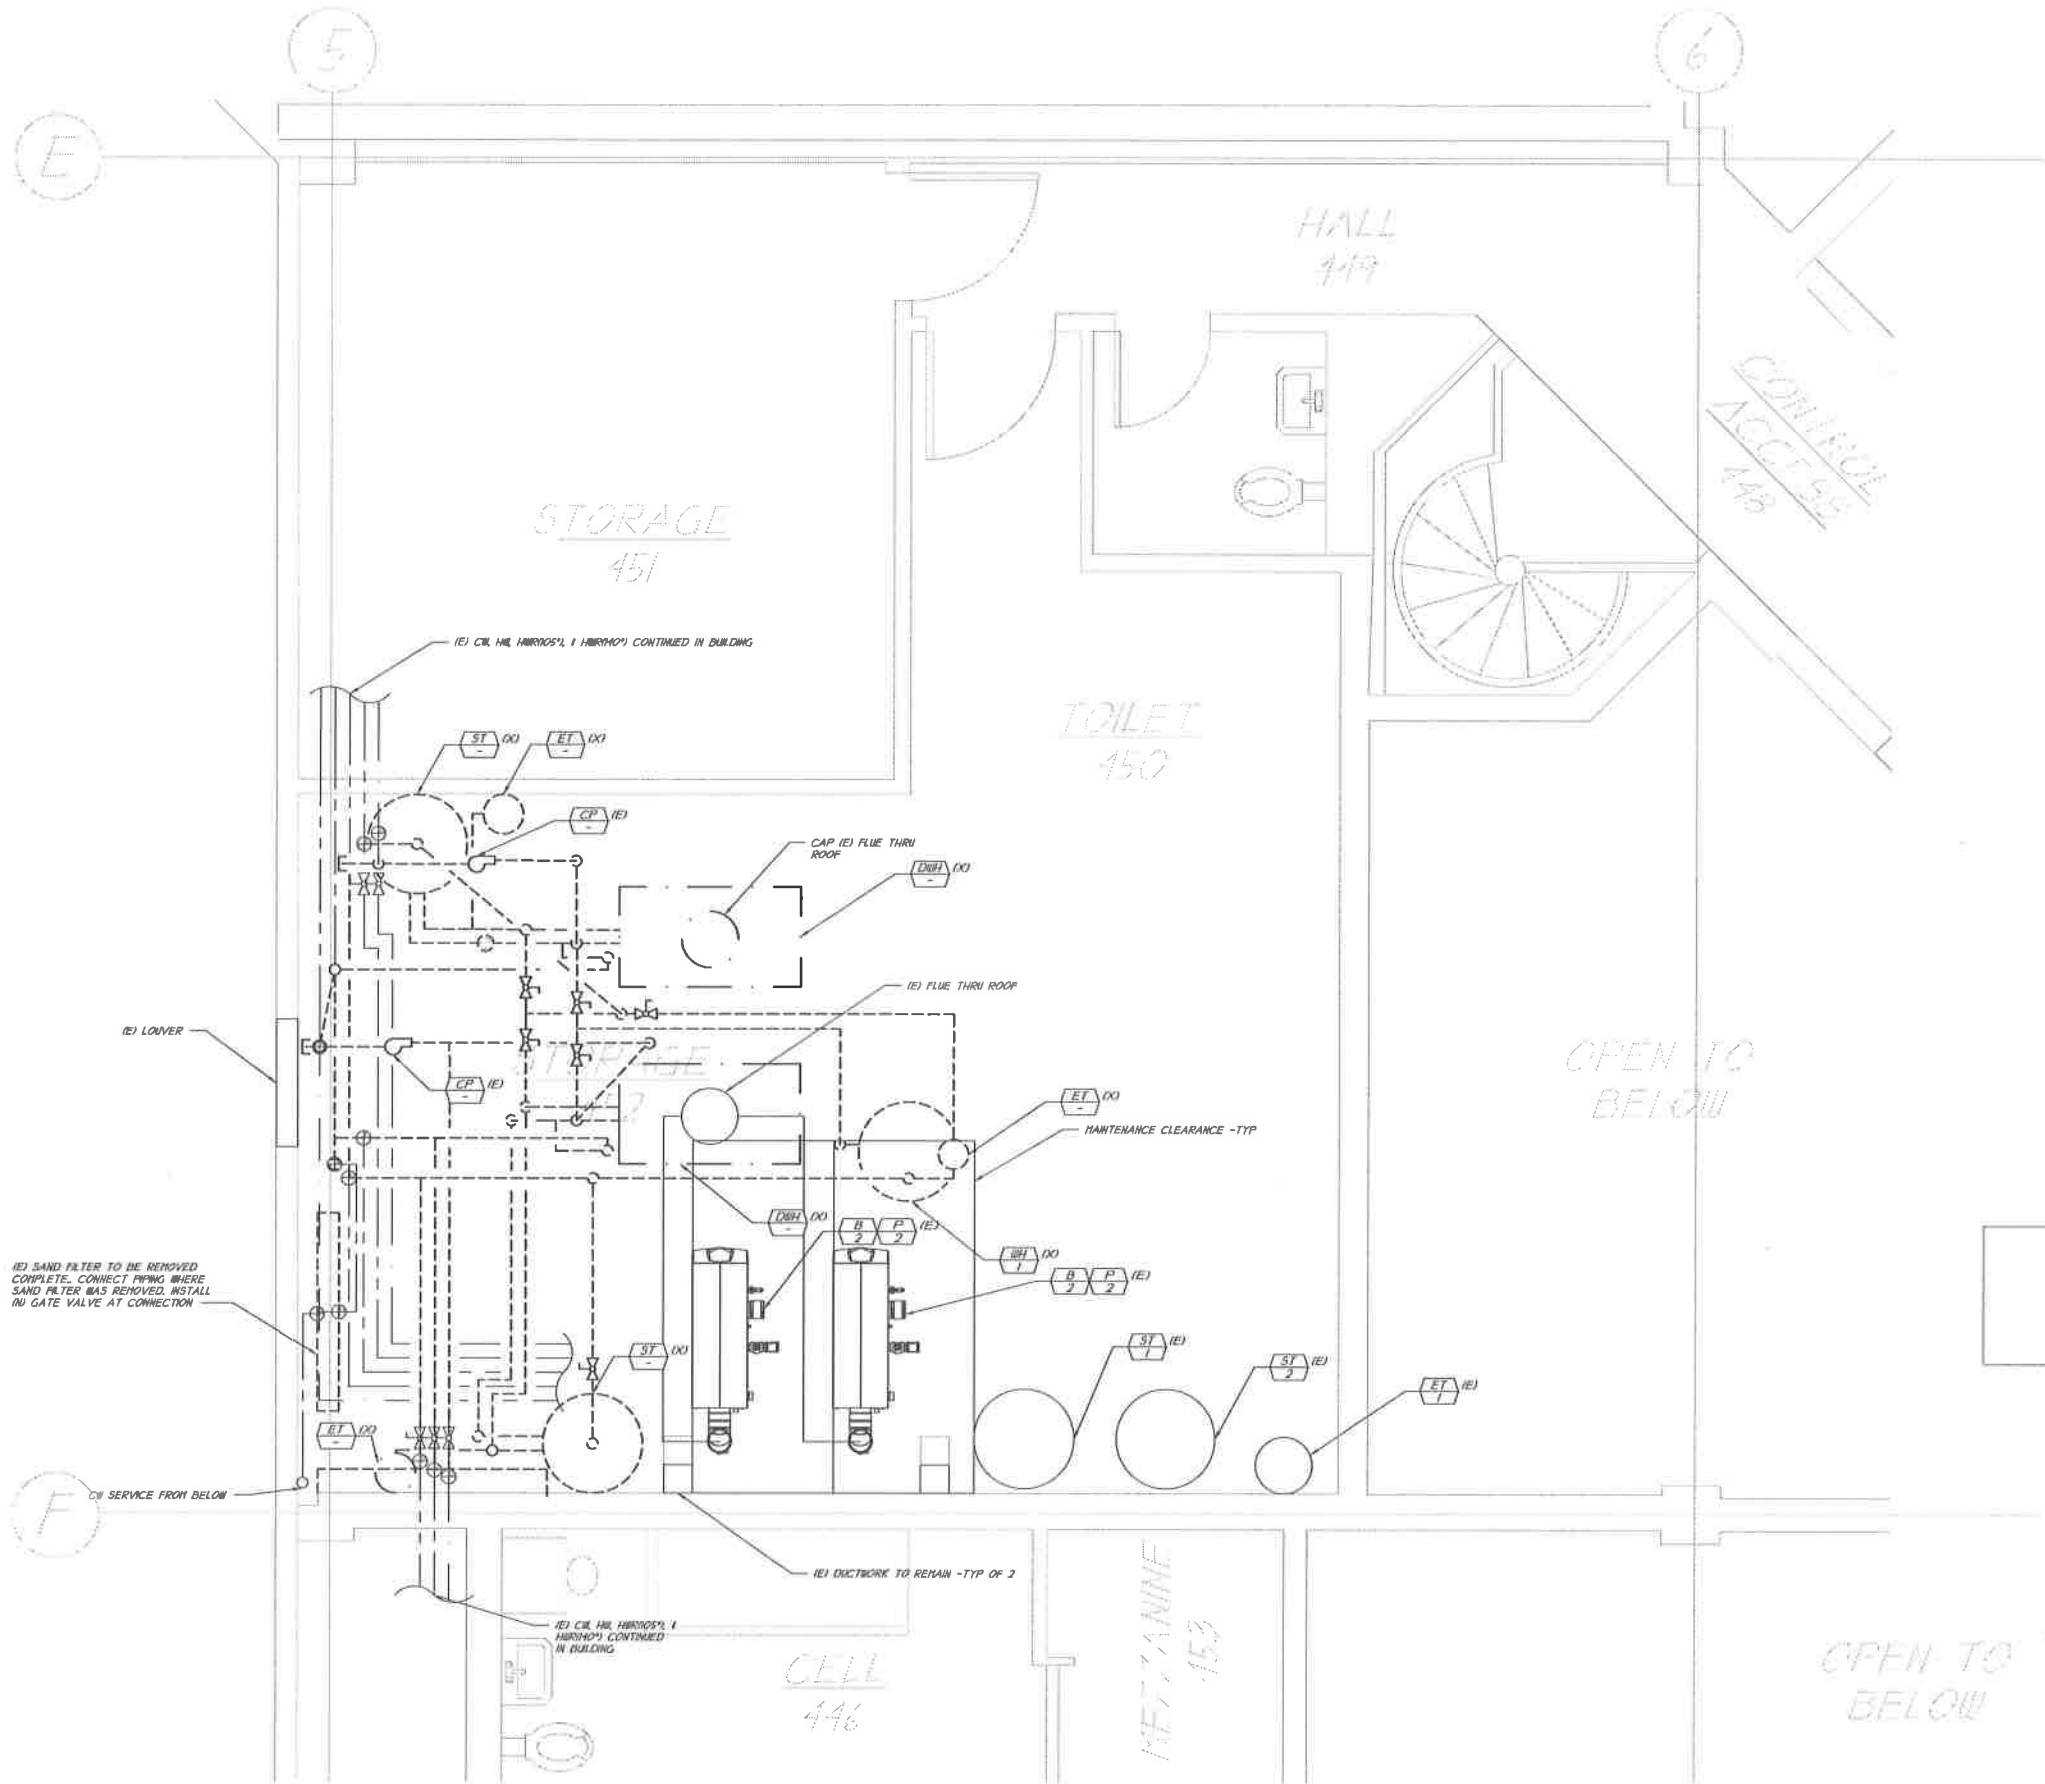 5
6
E
HALL
449
CONTROL
ACCESS
448
STORAGE
451
(E) CW, HW, HWR(105°), & HWR(140°) CONTINUED IN BUILDING
TOILET
450
ST
-
(X)
ET
-
(X)
CP
-
(E)
CAP (E) FLUE THRU
ROOF
DWH
-
(X)
(E) FLUE THRU ROOF
(E) LOUVER
STORAGE
OPEN TO
BELOW
CP
-
(E)
ET
-
(X)
MAINTENANCE CLEARANCE -TYP
DWH
-
(X)
B
2
P
2
(E)
WH
1
(X)
B
2
P
2
(E)
(E) SAND FILTER TO BE REMOVED
COMPLETE. CONNECT PIPING WHERE
SAND FILTER WAS REMOVED. INSTALL
(N) GATE VALVE AT CONNECTION
ST
-
(X)
ST
1
(E)
ST
2
(E)
ET
1
(E)
ET
-
(X)
CW SERVICE FROM BELOW
F
(E) DUCTWORK TO REMAIN -TYP OF 2
(E) CW, HW, HWR(105°), &
HWR(140°) CONTINUED
IN BUILDING
CELL
446
MEZZANINE
453
OPEN TO
BELOW